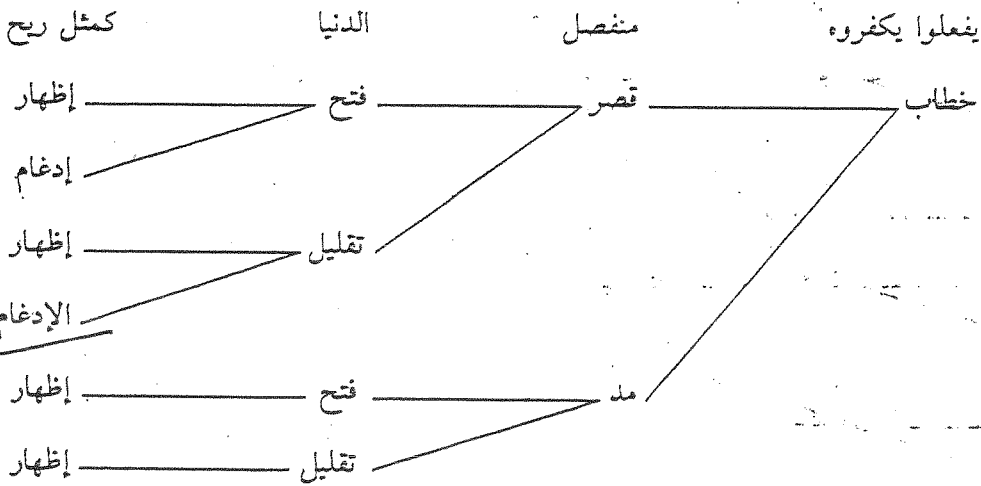 يفعلوا يكفروه منفصل الدنيا كمثل ريح
خطاب قصر فتح إظهار
إدغام
تقليل إظهار
الإدغام
مد فتح إظهار
تقليل إظهار